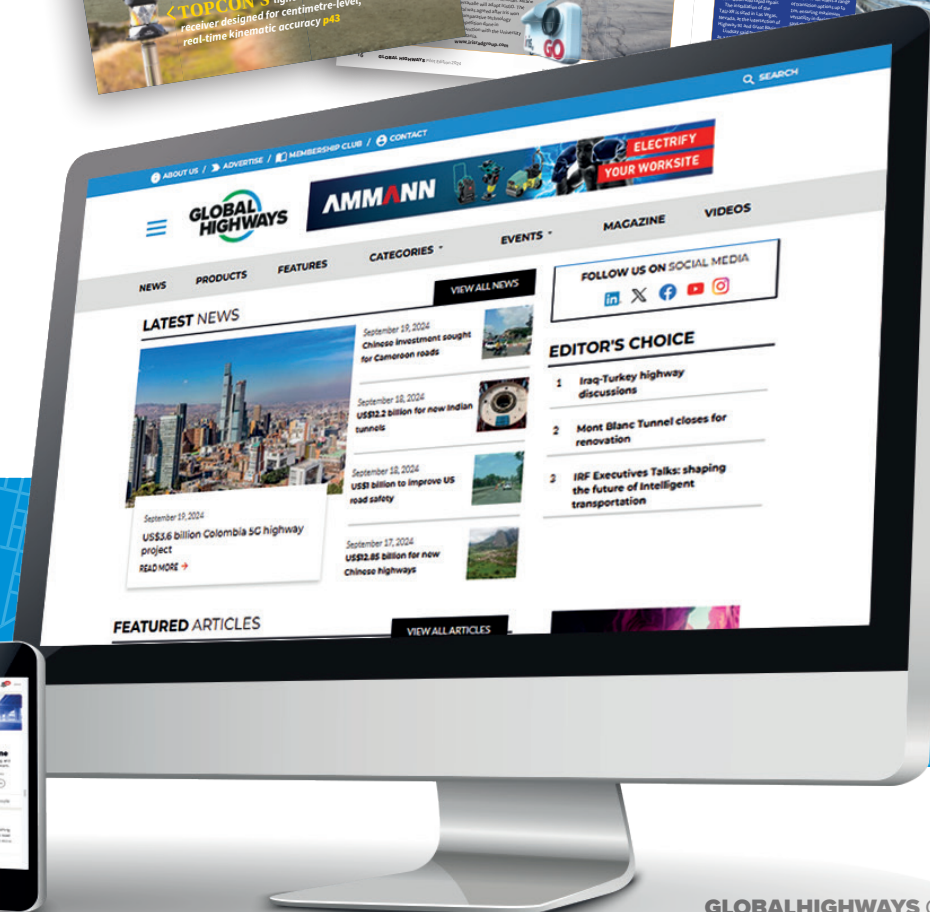 TOPCON'S
receiver designed for centimetre-level,
real-time kinematic accuracy p43
GO
GLOBAL HIGHWAYS
SEARCH
ABOUT US / ADVERTISE / MEMBERSHIP CLUB / CONTACT
GLOBAL
HIGHWAYS
AMMANN
ELECTRIFY
YOUR WORKSITE
NEWS
PRODUCTS
FEATURES
CATEGORIES
EVENTS
MAGAZINE
VIDEOS
LATEST NEWS
VIEW ALL NEWS
September 19, 2024
US$3.6 billion Colombia 5G highway
project
READ MORE
September 19, 2024
Chinese investment sought
for Cameroon roads
September 18, 2024
US$12.2 billion for new Indian
tunnels
September 18, 2024
US$1 billion to improve US
road safety
September 17, 2024
US$12.85 billion for new
Chinese highways
FOLLOW US ON SOCIAL MEDIA
EDITOR'S CHOICE
1 Iraq-Turkey highway
discussions
2 Mont Blanc Tunnel closes for
renovation
3 IRF Executives Talks: shaping
the future of Intelligent
transportation
FEATURED ARTICLES
VIEW ALL ARTICLES
GLOBALHIGHWAYS